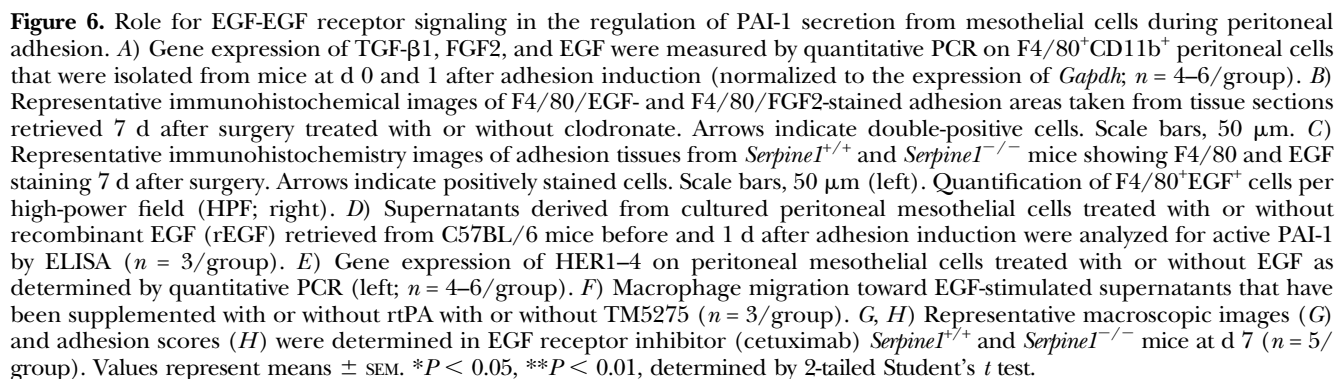 Figure 6. Role for EGF-EGF receptor signaling in the regulation of PAI-1 secretion from mesothelial cells during peritoneal
adhesion. A) Gene expression of TGF-β1, FGF2, and EGF were measured by quantitative PCR on F4/80⁺CD11b⁺ peritoneal cells
that were isolated from mice at d 0 and 1 after adhesion induction (normalized to the expression of Gapdh; n = 4–6/group). B)
Representative immunohistochemical images of F4/80/EGF- and F4/80/FGF2-stained adhesion areas taken from tissue sections
retrieved 7 d after surgery treated with or without clodronate. Arrows indicate double-positive cells. Scale bars, 50 μm. C)
Representative immunohistochemistry images of adhesion tissues from Serpine1⁺/⁺ and Serpine1⁻/⁻ mice showing F4/80 and EGF
staining 7 d after surgery. Arrows indicate positively stained cells. Scale bars, 50 μm (left). Quantification of F4/80⁺EGF⁺ cells per
high-power field (HPF; right). D) Supernatants derived from cultured peritoneal mesothelial cells treated with or without
recombinant EGF (rEGF) retrieved from C57BL/6 mice before and 1 d after adhesion induction were analyzed for active PAI-1
by ELISA (n = 3/group). E) Gene expression of HER1–4 on peritoneal mesothelial cells treated with or without EGF as
determined by quantitative PCR (left; n = 4–6/group). F) Macrophage migration toward EGF-stimulated supernatants that have
been supplemented with or without rtPA with or without TM5275 (n = 3/group). G, H) Representative macroscopic images (G)
and adhesion scores (H) were determined in EGF receptor inhibitor (cetuximab) Serpine1⁺/⁺ and Serpine1⁻/⁻ mice at d 7 (n = 5/
group). Values represent means ± SEM. *P < 0.05, **P < 0.01, determined by 2-tailed Student's t test.